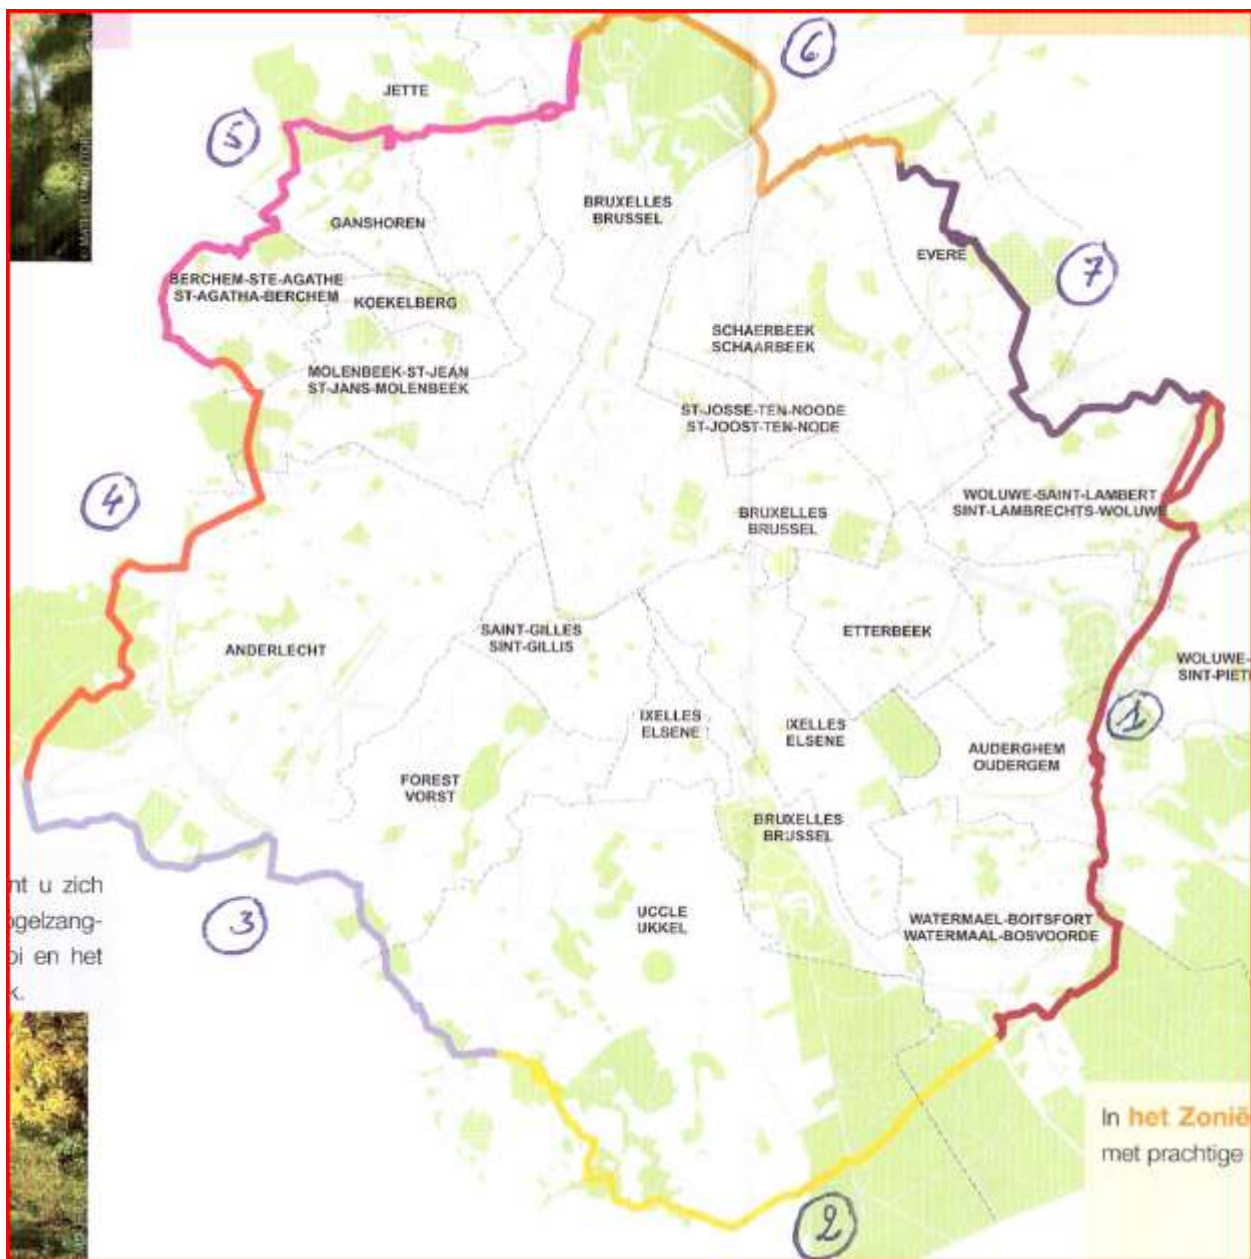 6
JETTE
5
BRUXELLES
BRUSSEL
GANSHOREN
EVERE
7
BERCHEM-STE-AGATHE
ST-AGATHA-BERCHEM
KOEKELBERG
SCHAERBEEK
SCHAARBEEK
MOLENBEEK-ST-JEAN
ST-JANS-MOLENBEEK
ST-JOSSE-TEN-NOODE
ST-JOOST-TEN-NODE
4
WOLUWE-SAINT-LAMBERT
SINT-LAMBRECHTS-WOLUWE
BRUXELLES
BRUSSEL
SAINT-GILLES
SINT-GILLIS
ETTERBEEK
ANDERLECHT
WOLUWE-
SINT-PIET
IXELLES
ELSENE
IXELLES
ELSENE
1
AUDERGHEM
OUDERGEM
FOREST
VORST
BRUXELLES
BRUSSEL
nt u zich
ogelzang-
oi en het
k.
3
UCCLE
UKKEL
WATERMAEL-BOITSFORT
WATERMAAL-BOSVOORDE
In het Zonië
met prachtige
2